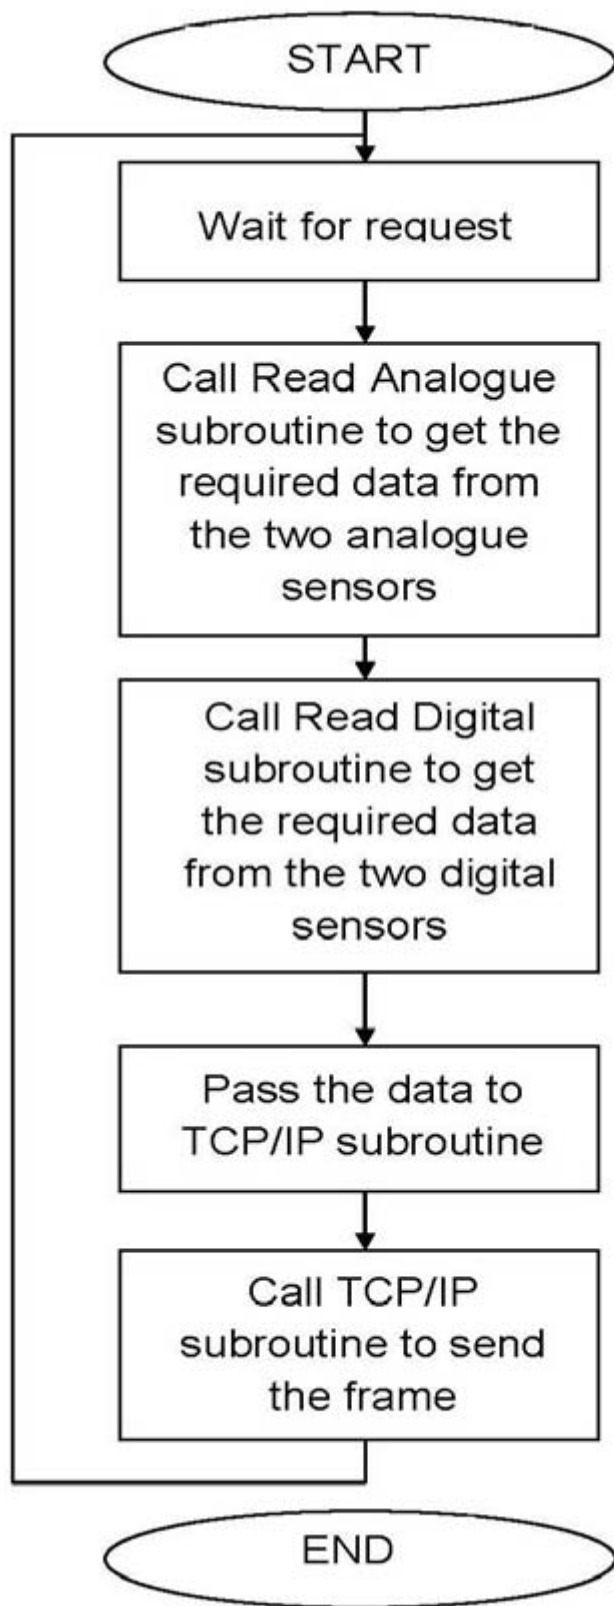 START
Wait for request
Call Read Analogue
subroutine to get the
required data from
the two analogue
sensors
Call Read Digital
subroutine to get
the required data
from the two digital
sensors
Pass the data to
TCP/IP subroutine
Call TCP/IP
subroutine to send
the frame
END